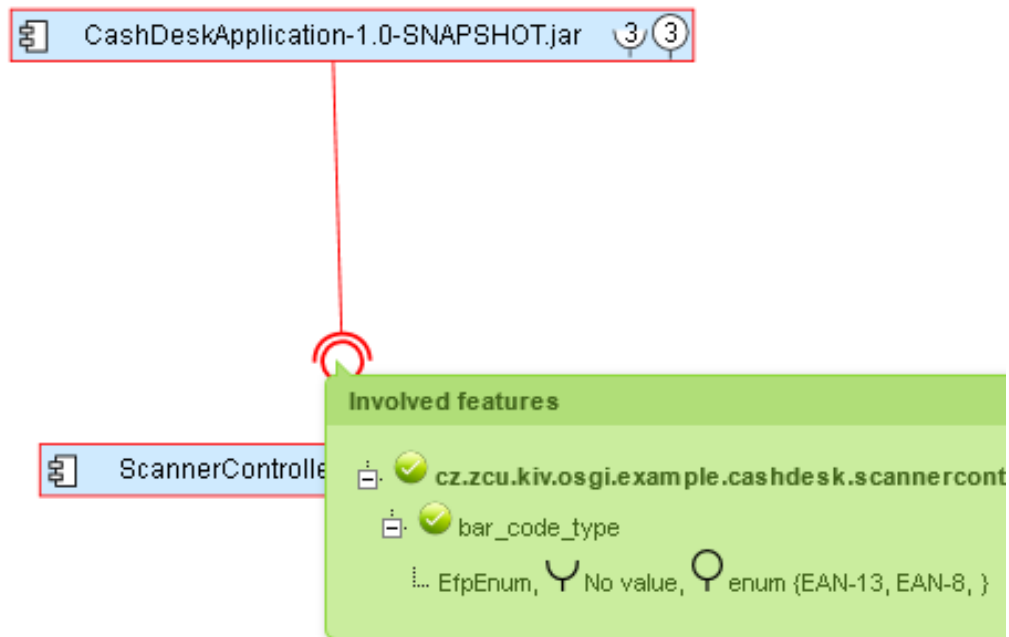 CashDeskApplication-1.0-SNAPSHOT.jar 3 3
Involved features
ScannerControlle
cz.zcu.kiv.osgi.example.cashdesk.scannercont
bar_code_type
EfpEnum, No value, enum {EAN-13, EAN-8, }